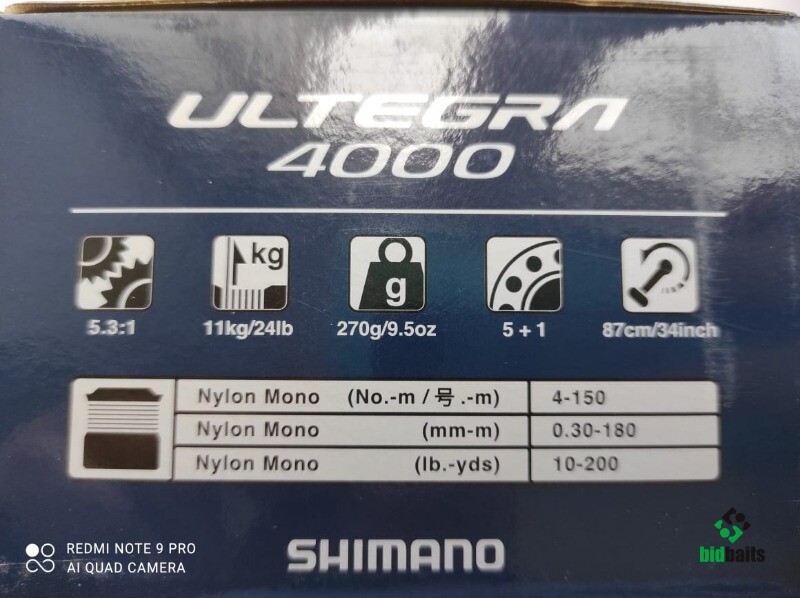 ULTEGRA
4000
kg
g
5.3:1 11kg/24lb 270g/9.5oz 5 + 1 87cm/34inch
Nylon Mono (No.-m / 号.-m) 4-150
Nylon Mono (mm-m) 0.30-180
Nylon Mono (lb.-yds) 10-200
SHIMANO
REDMI NOTE 9 PRO
AI QUAD CAMERA
bidbaits